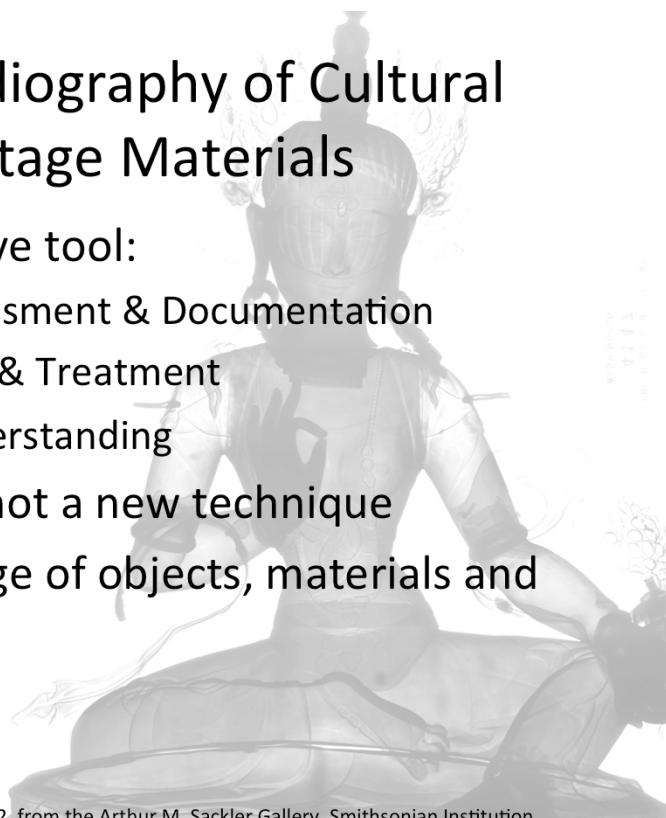 diography of Cultural
tage Materials
ve tool:
sment & Documentation
& Treatment
erstanding
not a new technique
ge of objects, materials and
2, from the Arthur M. Sackler Gallery, Smithsonian Institution